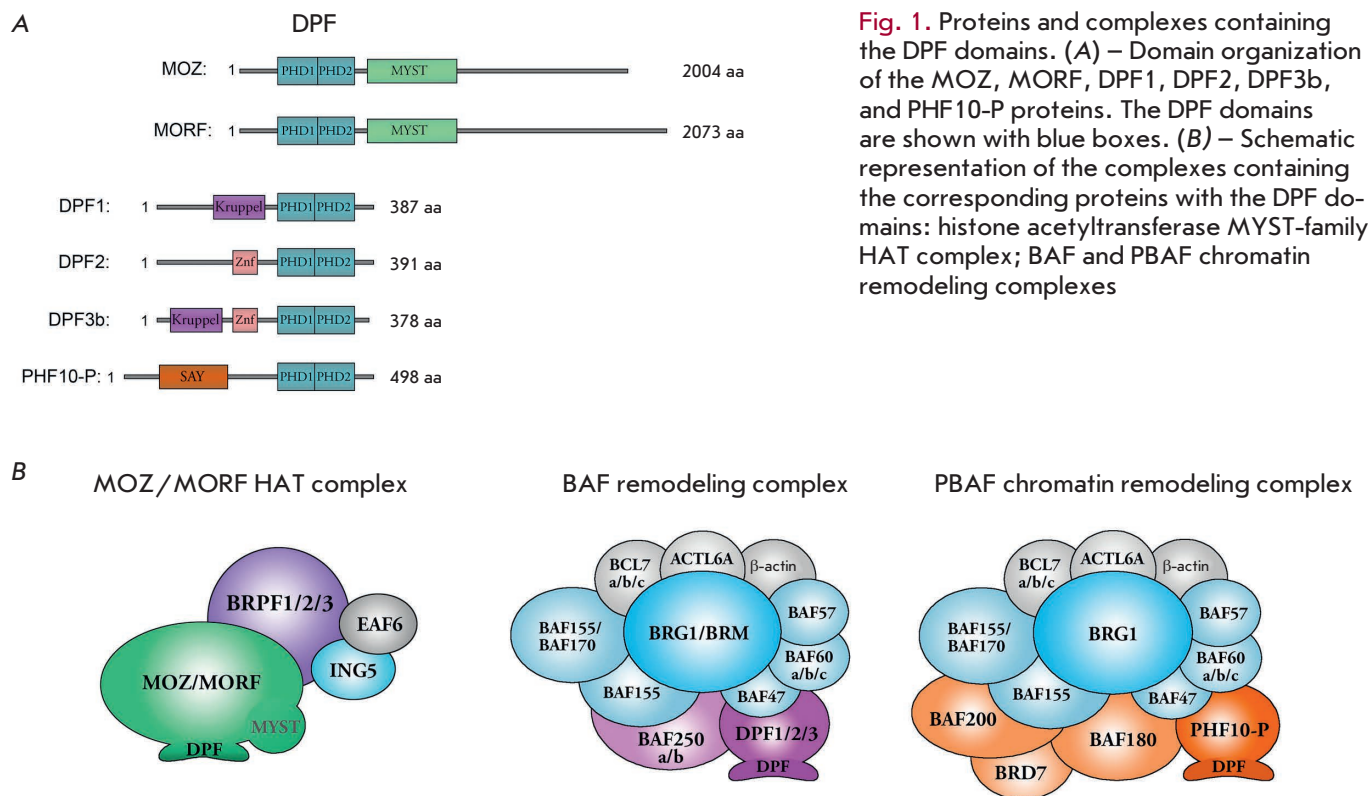 A
DPF
MOZ: 1 PHD1 PHD2 MYST 2004 aa
MORF: 1 PHD1 PHD2 MYST 2073 aa
DPF1: 1 Kruppel PHD1 PHD2 387 aa
DPF2: 1 Znf PHD1 PHD2 391 aa
DPF3b: 1 Kruppel Znf PHD1 PHD2 378 aa
PHF10-P: 1 SAY PHD1 PHD2 498 aa
Fig. 1. Proteins and complexes containing
the DPF domains. (A) – Domain organization
of the MOZ, MORF, DPF1, DPF2, DPF3b,
and PHF10-P proteins. The DPF domains
are shown with blue boxes. (B) – Schematic
representation of the complexes containing
the corresponding proteins with the DPF do-
mains: histone acetyltransferase MYST-family
HAT complex; BAF and PBAF chromatin
remodeling complexes
B
MOZ/MORF HAT complex
BRPF1/2/3
EAF6
ING5
MOZ/MORF
MYST
DPF
BAF remodeling complex
BCL7
a/b/c
ACTL6A
β-actin
BAF57
BAF155/
BAF170
BRG1/BRM
BAF60
a/b/c
BAF155
BAF47
BAF250
a/b
DPF1/2/3
DPF
PBAF chromatin remodeling complex
BCL7
a/b/c
ACTL6A
β-actin
BAF57
BAF155/
BAF170
BRG1
BAF60
a/b/c
BAF155
BAF47
BAF200
BAF180
PHF10-P
BRD7
DPF